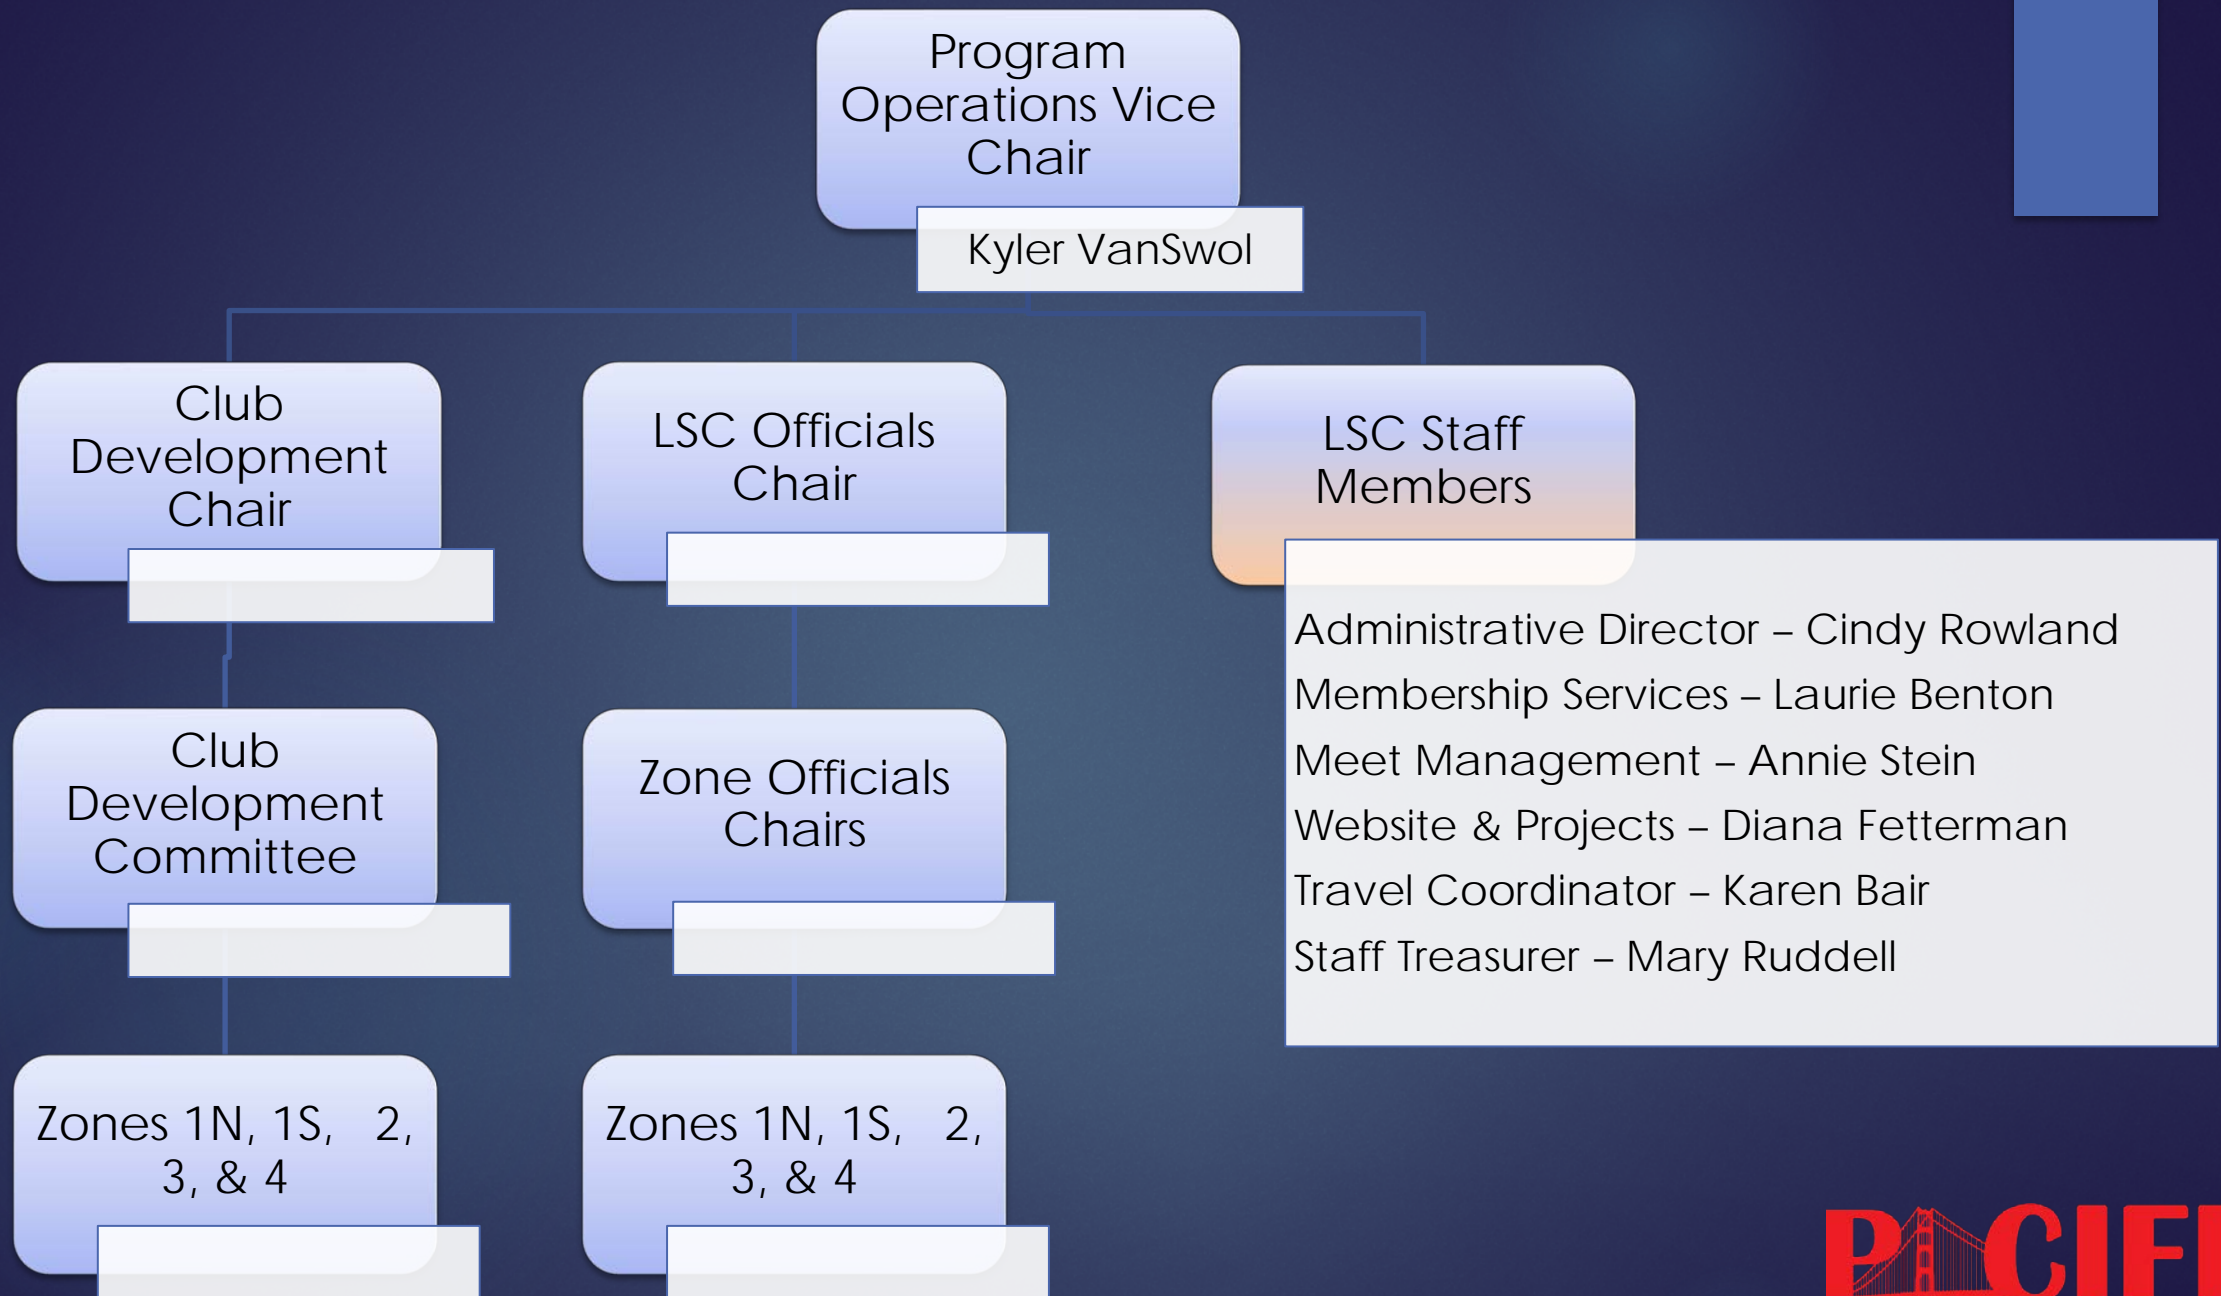 Program
Operations Vice
Chair
Kyler VanSwol
Club
Development
Chair
LSC Officials
Chair
LSC Staff
Members
Administrative Director – Cindy Rowland
Membership Services – Laurie Benton
Meet Management – Annie Stein
Website & Projects – Diana Fetterman
Travel Coordinator – Karen Bair
Staff Treasurer – Mary Ruddell
Club
Development
Committee
Zone Officials
Chairs
Zones 1N, 1S, 2,
3, & 4
Zones 1N, 1S, 2,
3, & 4